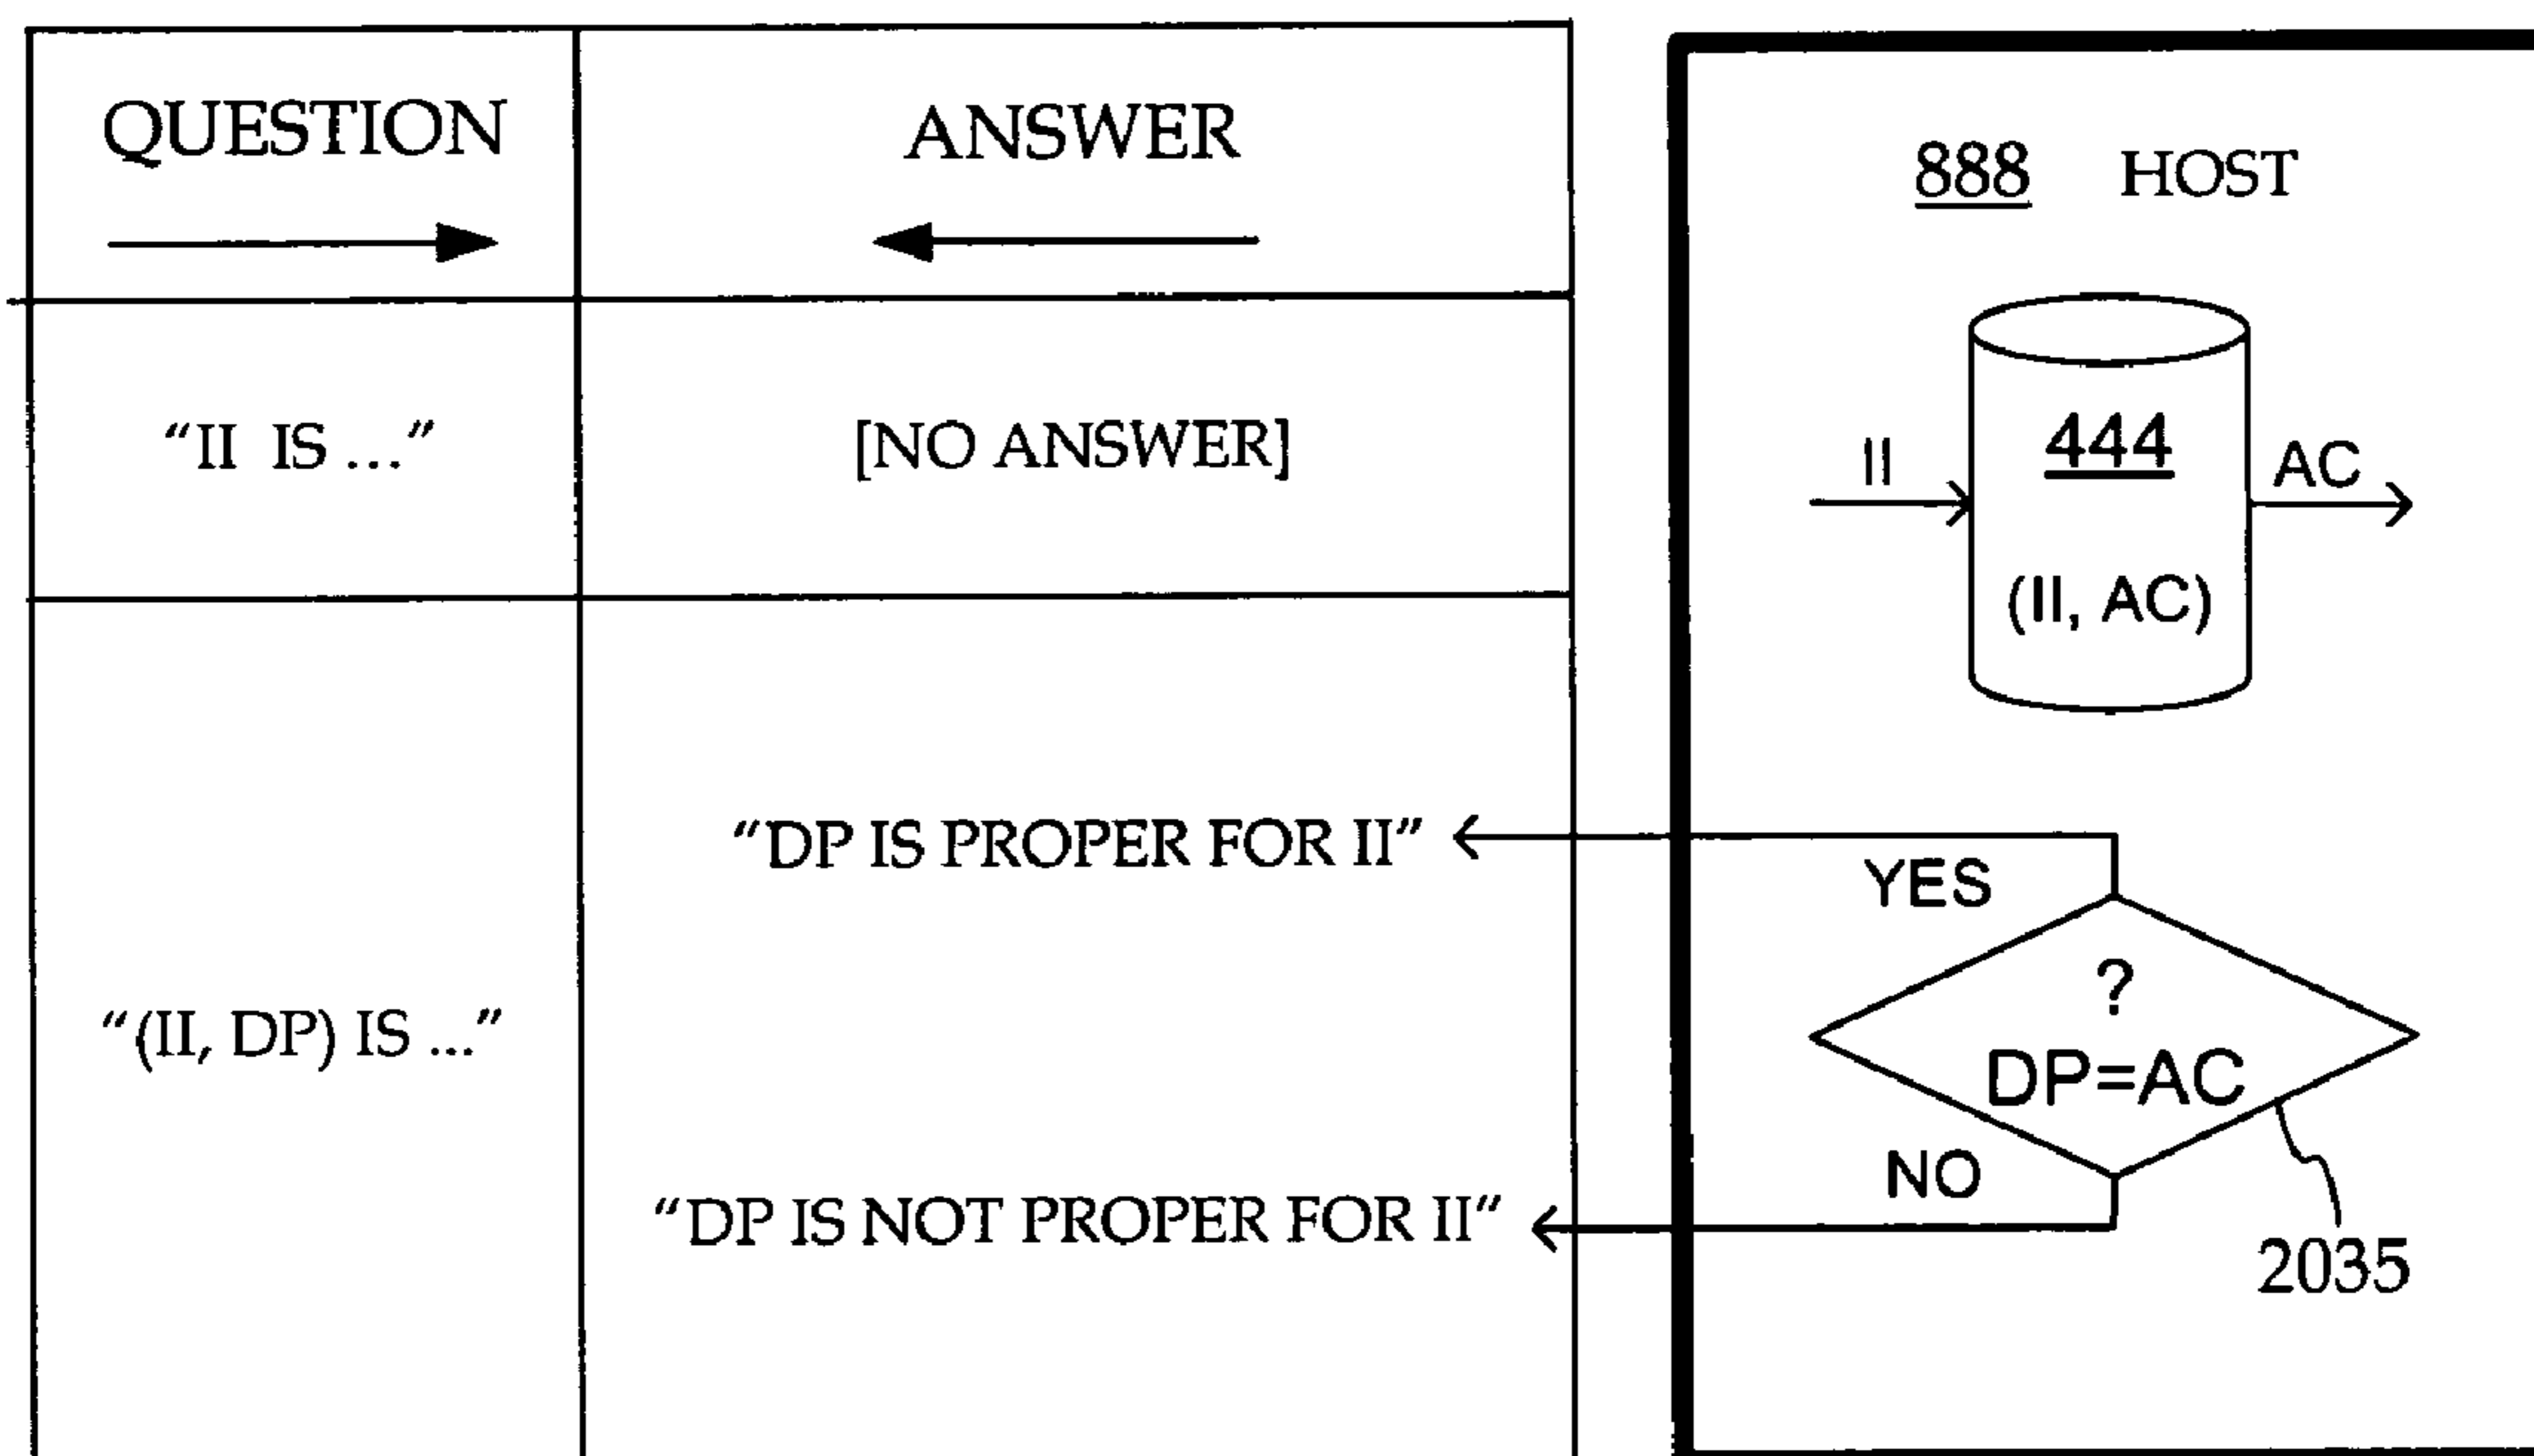 QUESTION
ANSWER
"II IS ..."
[NO ANSWER]
"(II, DP) IS ..."
"DP IS PROPER FOR II"
"DP IS NOT PROPER FOR II"
888 HOST
II
444
AC
(II, AC)
YES
?
DP=AC
NO
2035